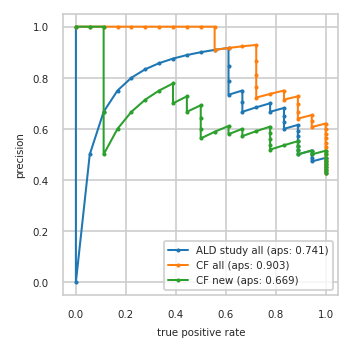 1.0
0.8
0.6
0.4
0.2
0.0
precision
0.0 0.2 0.4 0.6 0.8 1.0
true positive rate
ALD study all (aps: 0.741)
CF all (aps: 0.903)
CF new (aps: 0.669)